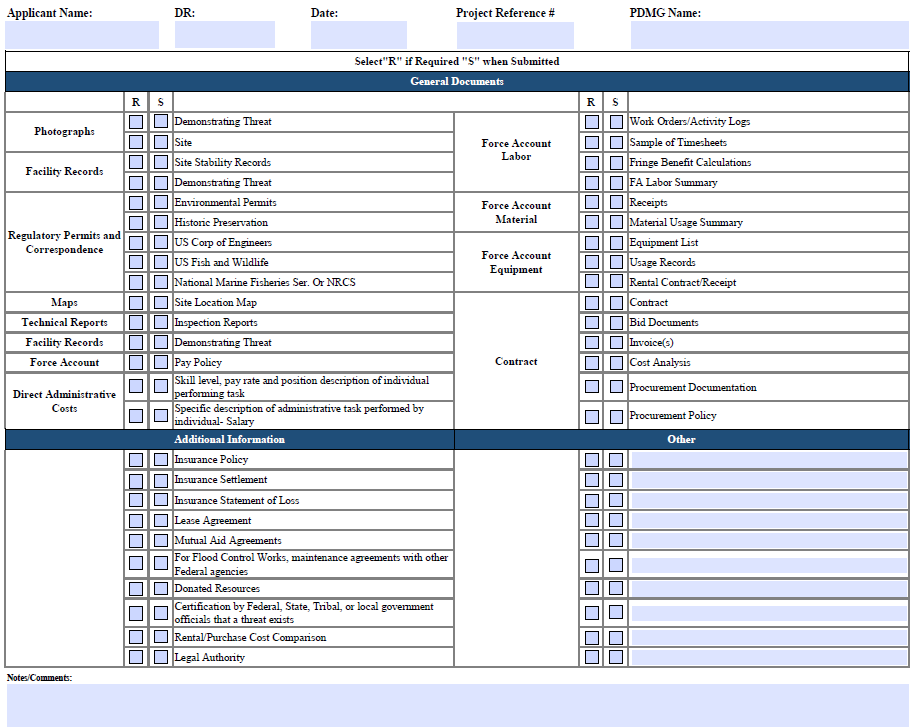 Applicant Name: DR: Date: Project Reference # PDMG Name:
Select"R" if Required "S" when Submitted
General Documents
R S R S
Photographs
Demonstrating Threat
Site
Facility Records
Site Stability Records
Demonstrating Threat
Regulatory Permits and
Correspondence
Environmental Permits
Historic Preservation
US Corp of Engineers
US Fish and Wildlife
National Marine Fisheries Ser. Or NRCS
Maps
Site Location Map
Technical Reports
Inspection Reports
Facility Records
Demonstrating Threat
Force Account
Pay Policy
Direct Administrative
Costs
Skill level, pay rate and position description of individual
performing task
Specific description of administrative task performed by
individual- Salary
Force Account
Labor
Work Orders/Activity Logs
Sample of Timesheets
Fringe Benefit Calculations
FA Labor Summary
Force Account
Material
Receipts
Material Usage Summary
Force Account
Equipment
Equipment List
Usage Records
Rental Contract/Receipt
Contract
Contract
Bid Documents
Invoice(s)
Cost Analysis
Procurement Documentation
Procurement Policy
Additional Information
Insurance Policy
Insurance Settlement
Insurance Statement of Loss
Lease Agreement
Mutual Aid Agreements
For Flood Control Works, maintenance agreements with other
Federal agencies
Donated Resources
Certification by Federal, State, Tribal, or local government
officials that a threat exists
Rental/Purchase Cost Comparison
Legal Authority
Other
Notes/Comments: